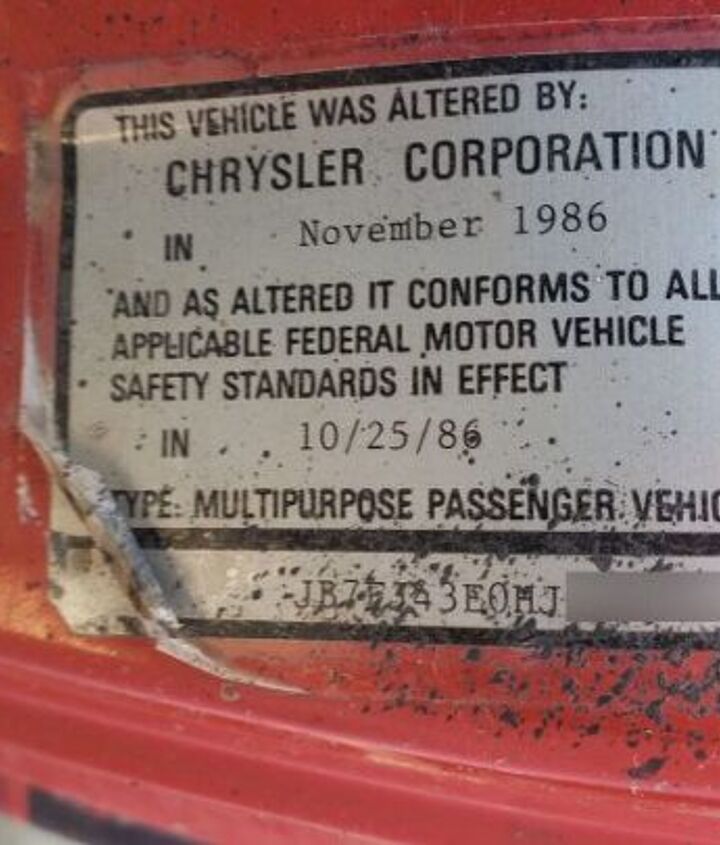 THIS VEHICLE WAS ALTERED BY:
CHRYSLER CORPORATION
IN November 1986
AND AS ALTERED IT CONFORMS TO ALL
APPLICABLE FEDERAL MOTOR VEHICLE
SAFETY STANDARDS IN EFFECT
IN 10/25/86
TYPE: MULTIPURPOSE PASSENGER VEHIC